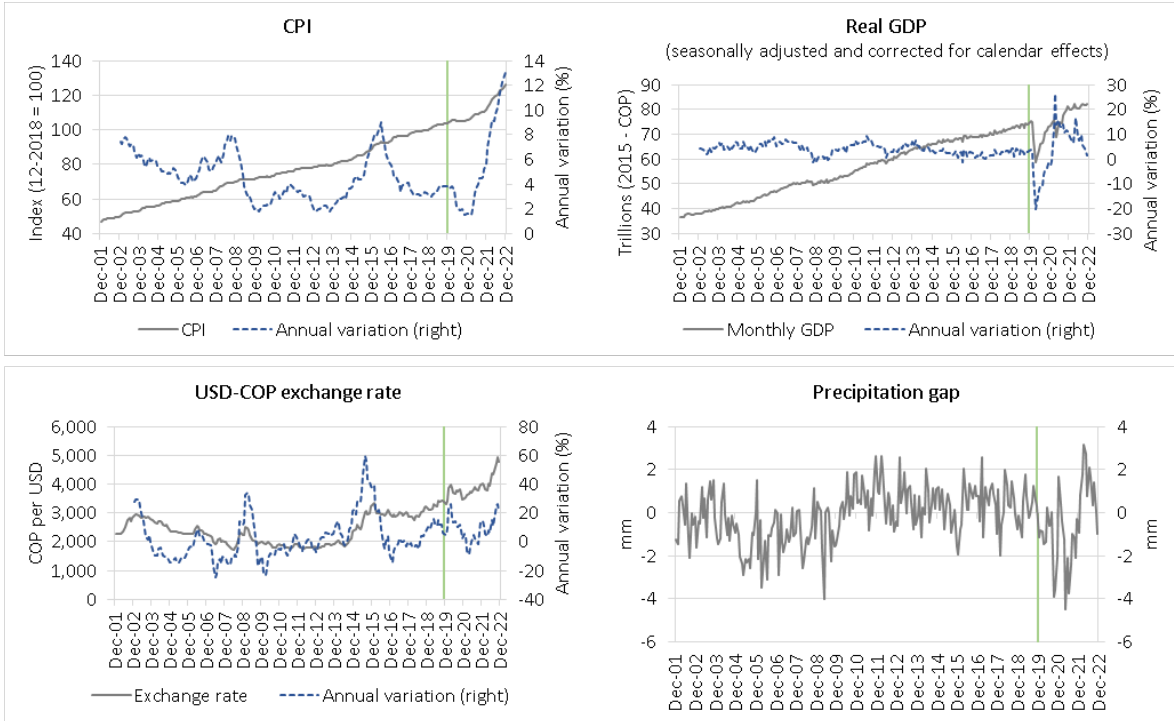 CPI
Index (12-2018 = 100)
140
120
100
80
60
40
14
12
10
8
6
4
2
0
Annual variation (%)
Dec-01
Dec-02
Dec-03
Dec-04
Dec-05
Dec-06
Dec-07
Dec-08
Dec-09
Dec-10
Dec-11
Dec-12
Dec-13
Dec-14
Dec-15
Dec-16
Dec-17
Dec-18
Dec-19
Dec-20
Dec-21
Dec-22
CPI
Annual variation (right)
Real GDP
(seasonally adjusted and corrected for calendar effects)
Trillions (2015 - COP)
90
80
70
60
50
40
30
30
20
10
0
-10
-20
-30
Annual variation (%)
Dec-01
Dec-02
Dec-03
Dec-04
Dec-05
Dec-06
Dec-07
Dec-08
Dec-09
Dec-10
Dec-11
Dec-12
Dec-13
Dec-14
Dec-15
Dec-16
Dec-17
Dec-18
Dec-19
Dec-20
Dec-21
Dec-22
Monthly GDP
Annual variation (right)
USD-COP exchange rate
COP per USD
6,000
5,000
4,000
3,000
2,000
1,000
0
80
60
40
20
0
-20
-40
Annual variation (%)
Dec-01
Dec-02
Dec-03
Dec-04
Dec-05
Dec-06
Dec-07
Dec-08
Dec-09
Dec-10
Dec-11
Dec-12
Dec-13
Dec-14
Dec-15
Dec-16
Dec-17
Dec-18
Dec-19
Dec-20
Dec-21
Dec-22
Exchange rate
Annual variation (right)
Precipitation gap
mm
4
2
0
-2
-4
-6
4
2
0
-2
-4
-6
mm
Dec-01
Dec-02
Dec-03
Dec-04
Dec-05
Dec-06
Dec-07
Dec-08
Dec-09
Dec-10
Dec-11
Dec-12
Dec-13
Dec-14
Dec-15
Dec-16
Dec-17
Dec-18
Dec-19
Dec-20
Dec-21
Dec-22